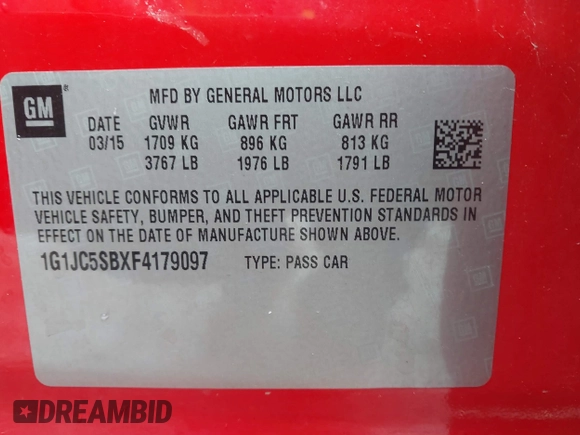 GM ® MFD BY GENERAL MOTORS LLC
DATE GVWR GAWR FRT GAWR RR
03/15 1709 KG 896 KG 813 KG
3767 LB 1976 LB 1791 LB
THIS VEHICLE CONFORMS TO ALL APPLICABLE U.S. FEDERAL MOTOR
VEHICLE SAFETY, BUMPER, AND THEFT PREVENTION STANDARDS IN
EFFECT ON THE DATE OF MANUFACTURE SHOWN ABOVE.
1G1JC5SBXF4179097 TYPE: PASS CAR
DREAMBID